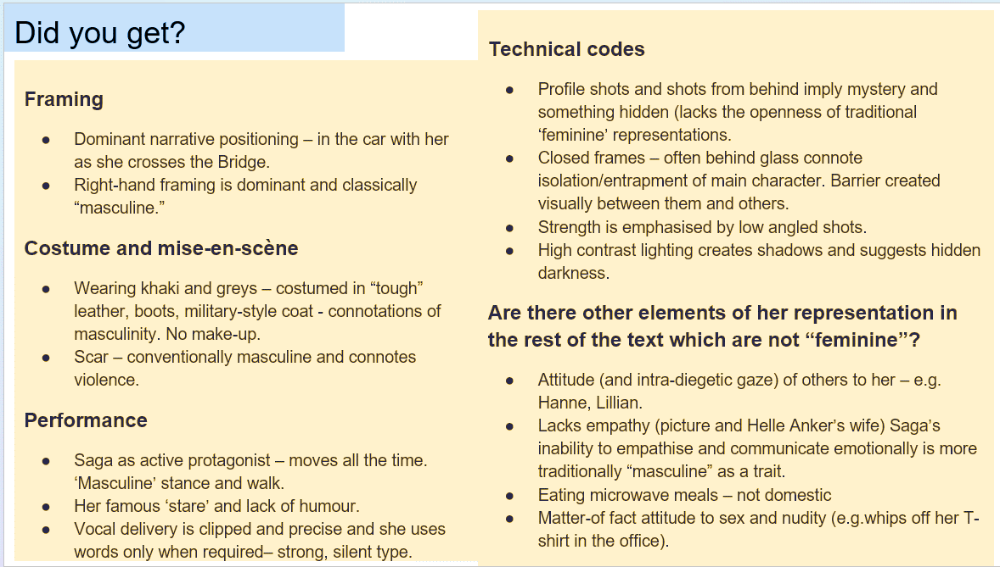 Did you get?
Framing
● Dominant narrative positioning – in the car with her
as she crosses the Bridge.
● Right-hand framing is dominant and classically
“masculine.”
Costume and mise-en-scène
● Wearing khaki and greys – costumed in “tough”
leather, boots, military-style coat - connotations of
masculinity. No make-up.
● Scar – conventionally masculine and connotes
violence.
Performance
● Saga as active protagonist – moves all the time.
‘Masculine’ stance and walk.
● Her famous ‘stare’ and lack of humour.
● Vocal delivery is clipped and precise and she uses
words only when required– strong, silent type.
Technical codes
● Profile shots and shots from behind imply mystery and
something hidden (lacks the openness of traditional
‘feminine’ representations.
● Closed frames – often behind glass connote
isolation/entrapment of main character. Barrier created
visually between them and others.
● Strength is emphasised by low angled shots.
● High contrast lighting creates shadows and suggests hidden
darkness.
Are there other elements of her representation in
the rest of the text which are not “feminine”?
● Attitude (and intra-diegetic gaze) of others to her – e.g.
Hanne, Lillian.
● Lacks empathy (picture and Helle Anker’s wife) Saga’s
inability to empathise and communicate emotionally is more
traditionally “masculine” as a trait.
● Eating microwave meals – not domestic
● Matter-of fact attitude to sex and nudity (e.g.whips off her T-
shirt in the office).